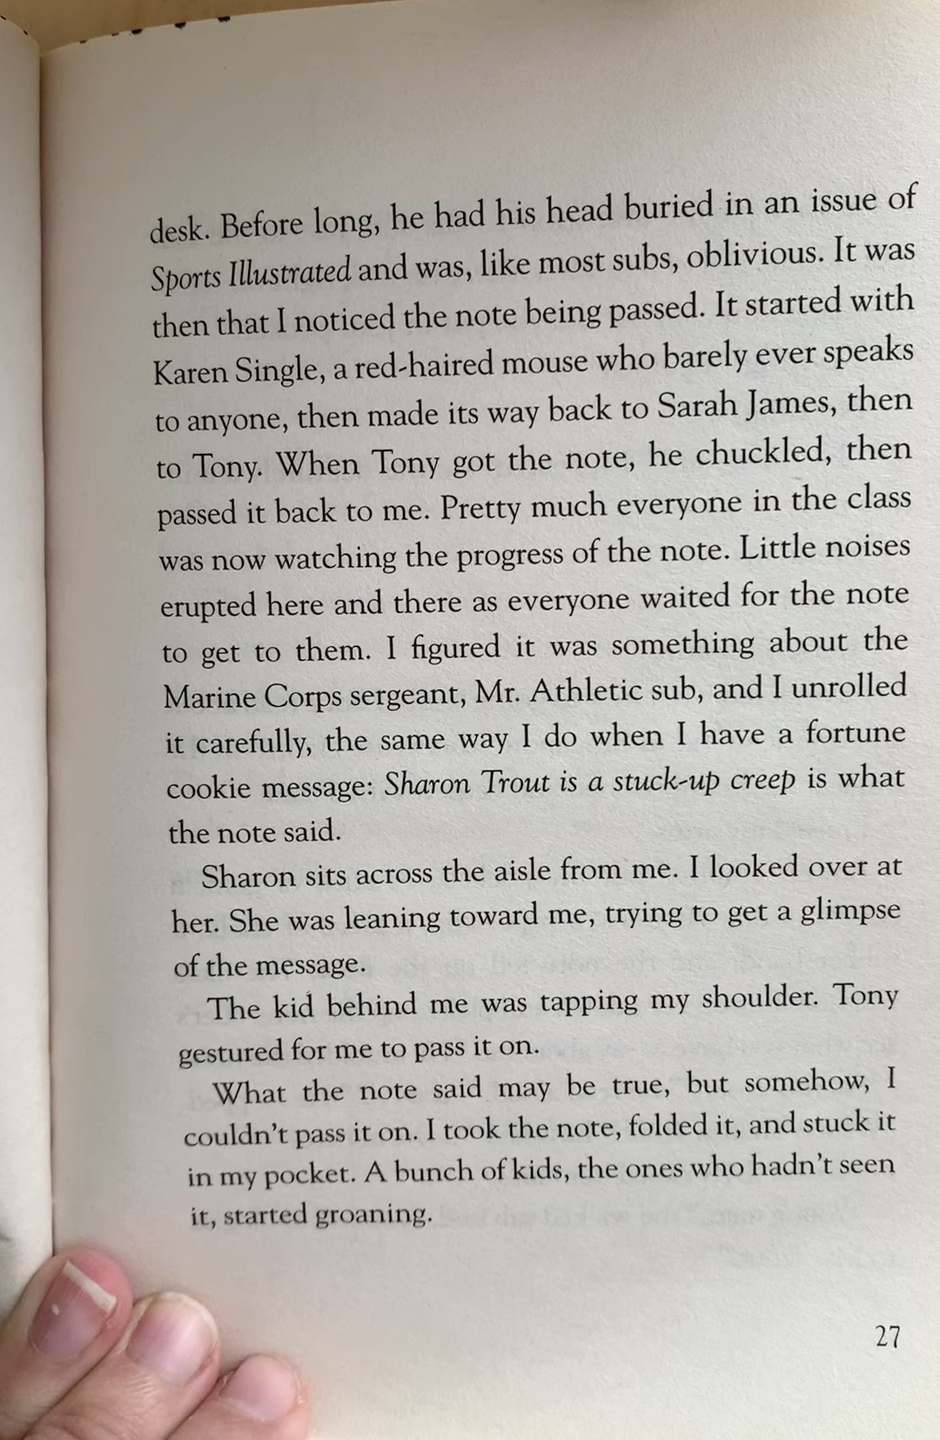 desk. Before long, he had his head buried in an issue of
Sports Illustrated and was, like most subs, oblivious. It was
then that I noticed the note being passed. It started with
Karen Single, a red-haired mouse who barely ever speaks
to anyone, then made its way back to Sarah James, then
to Tony. When Tony got the note, he chuckled, then
passed it back to me. Pretty much everyone in the class
was now watching the progress of the note. Little noises
erupted here and there as everyone waited for the note
to get to them. I figured it was something about the
Marine Corps sergeant, Mr. Athletic sub, and I unrolled
it carefully, the same way I do when I have a fortune
cookie message: Sharon Trout is a stuck-up creep is what
the note said.
Sharon sits across the aisle from me. I looked over at
her. She was leaning toward me, trying to get a glimpse
of the message.
The kid behind me was tapping my shoulder. Tony
gestured for me to pass it on.
What the note said may be true, but somehow, I
couldn't pass it on. I took the note, folded it, and stuck it
in my pocket. A bunch of kids, the ones who hadn't seen
it, started groaning.
27